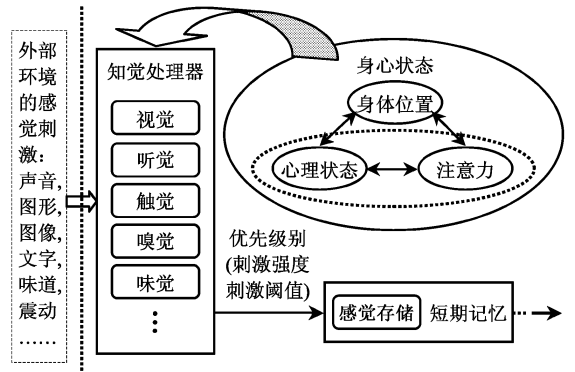 外部
环境
的感
觉刺
激：
声音,
图形,
图像,
文字,
味道,
震动
……
知觉处理器
视觉
听觉
触觉
嗅觉
味觉
身心状态
身体位置
心理状态
注意力
优先级别
(刺激强度
刺激阈值)
感觉存储
短期记忆